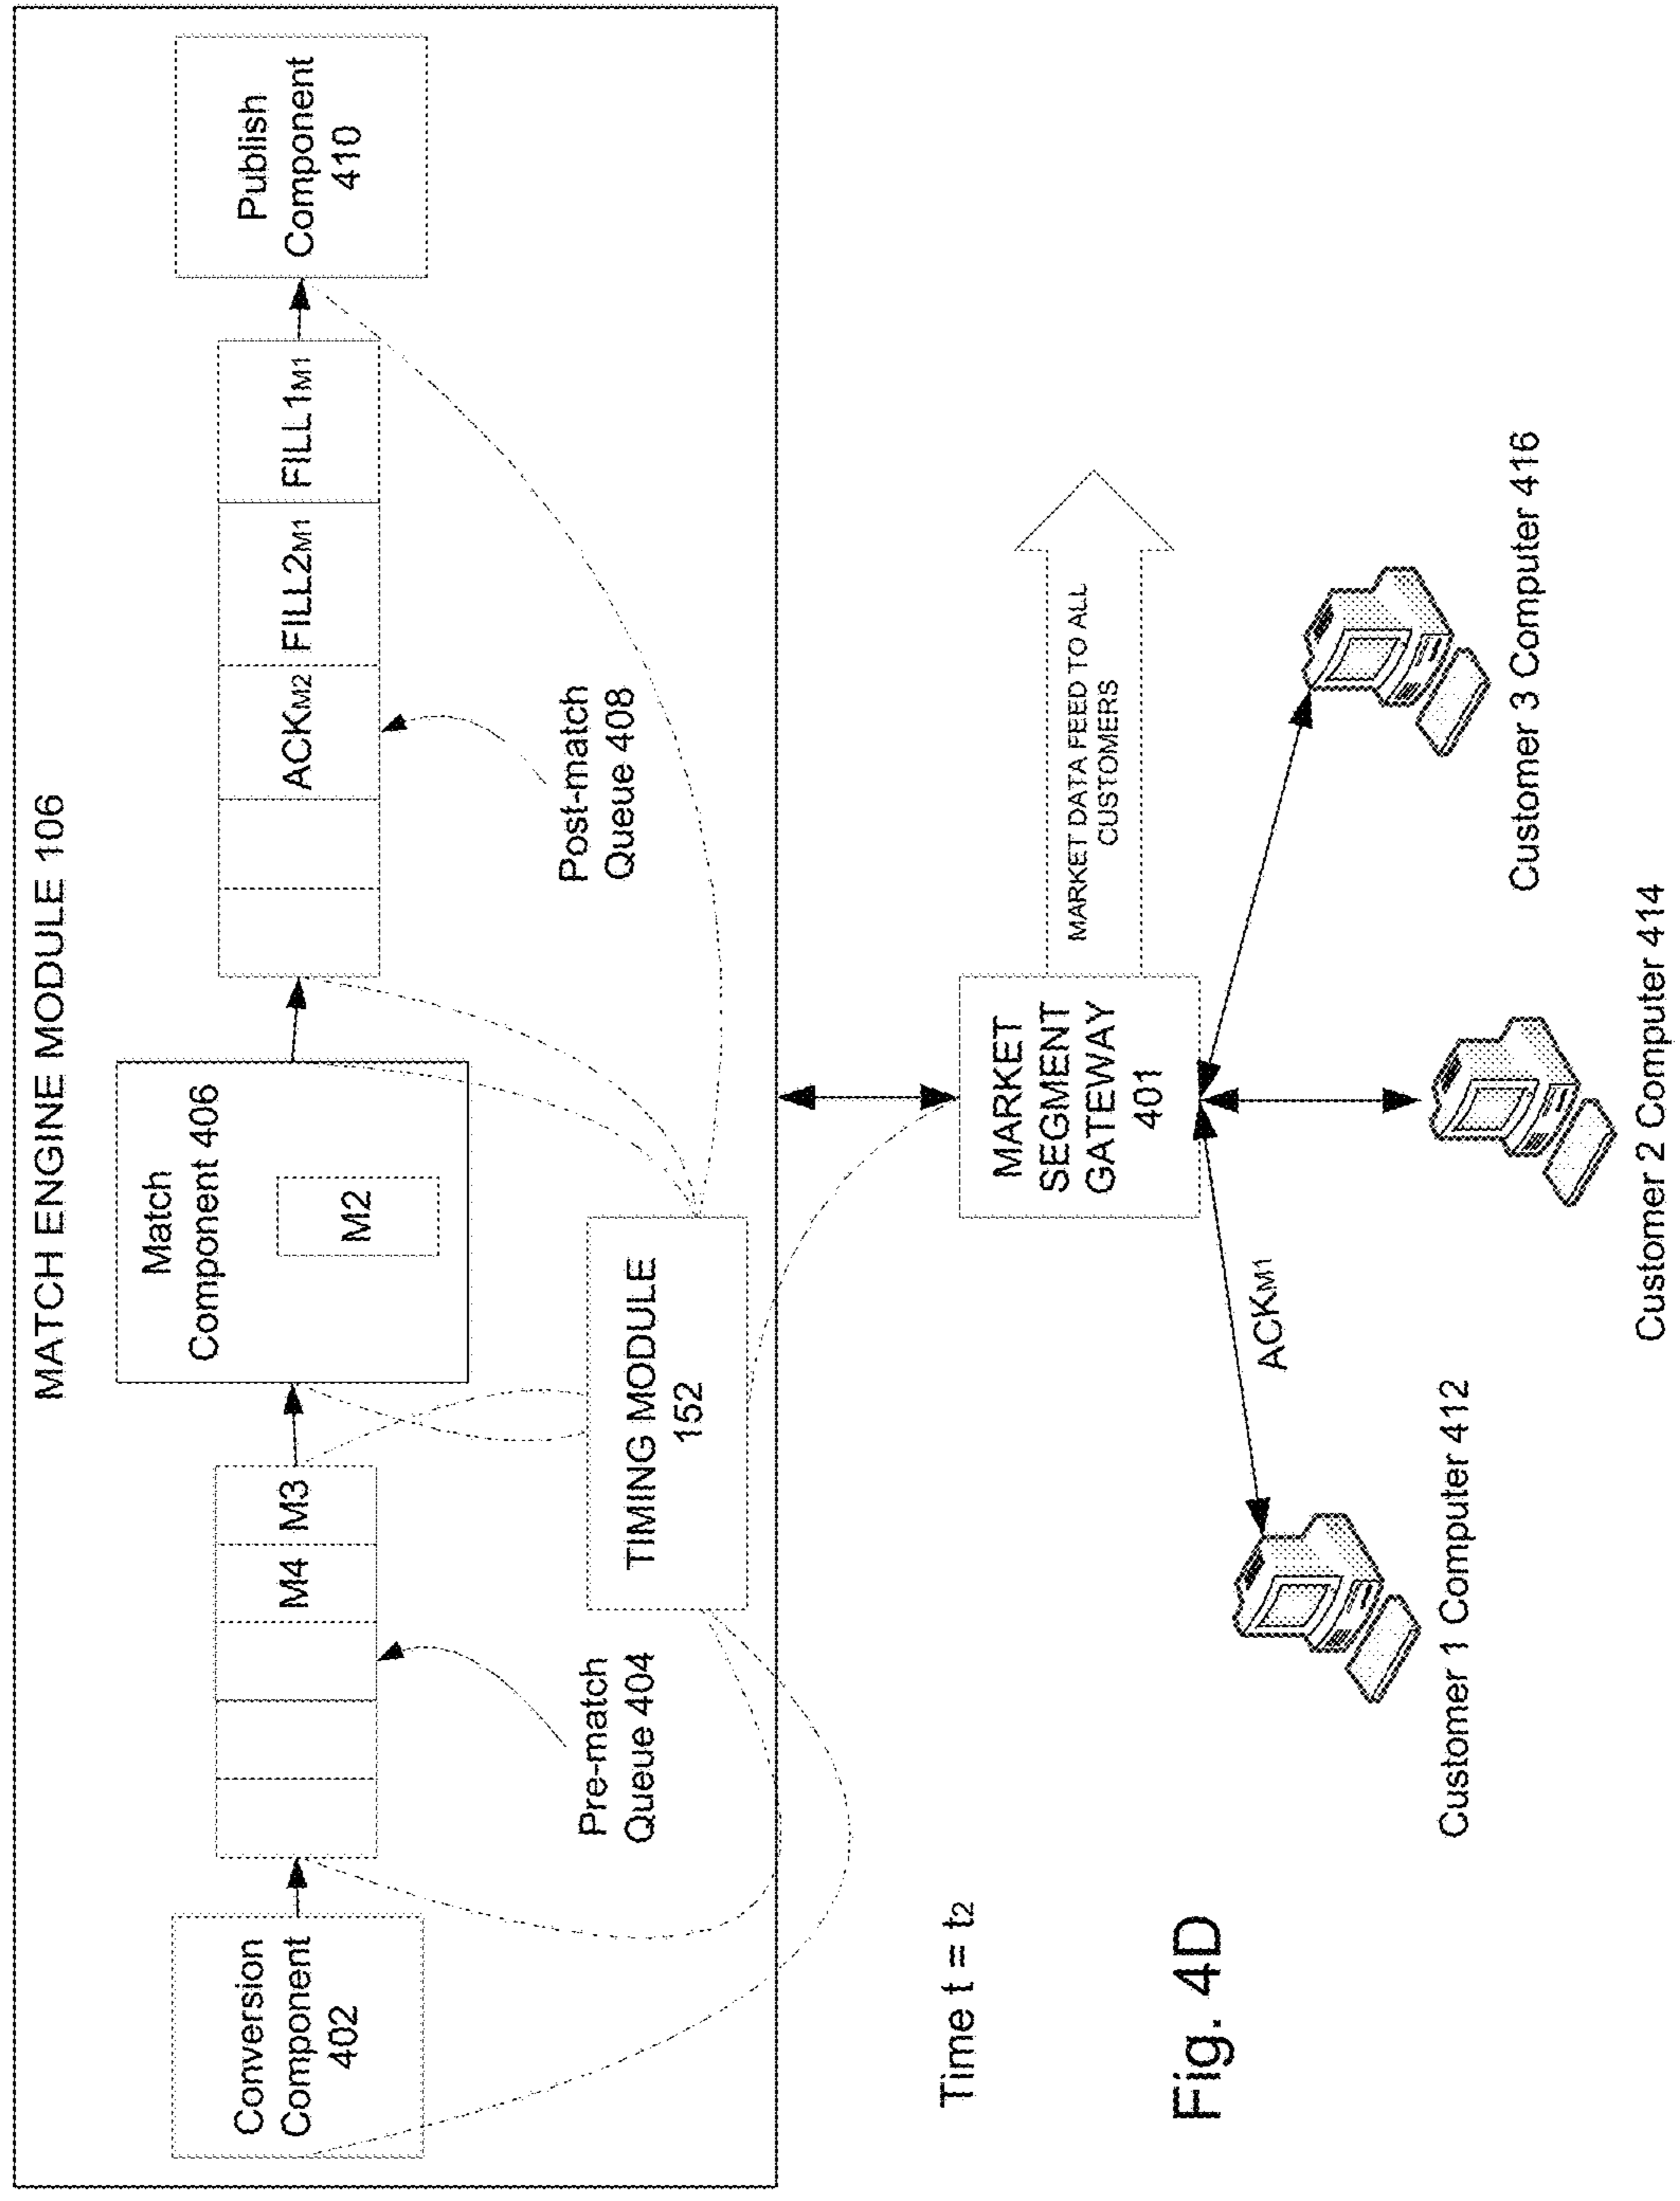 MATCH ENGINE MODULE 106
Conversion
Component
402
M4 M3
Pre-match
Queue 404
Match
Component 406
M2
ACKM2 FILL2M1 FILL1M1
Post-match
Queue 408
Publish
Component
410
TIMING MODULE
152
MARKET
SEGMENT
GATEWAY
401
MARKET DATA FEED TO ALL
CUSTOMERS
ACKM1
Customer 1 Computer 412
Customer 2 Computer 414
Customer 3 Computer 416
Time t = t2
Fig. 4D